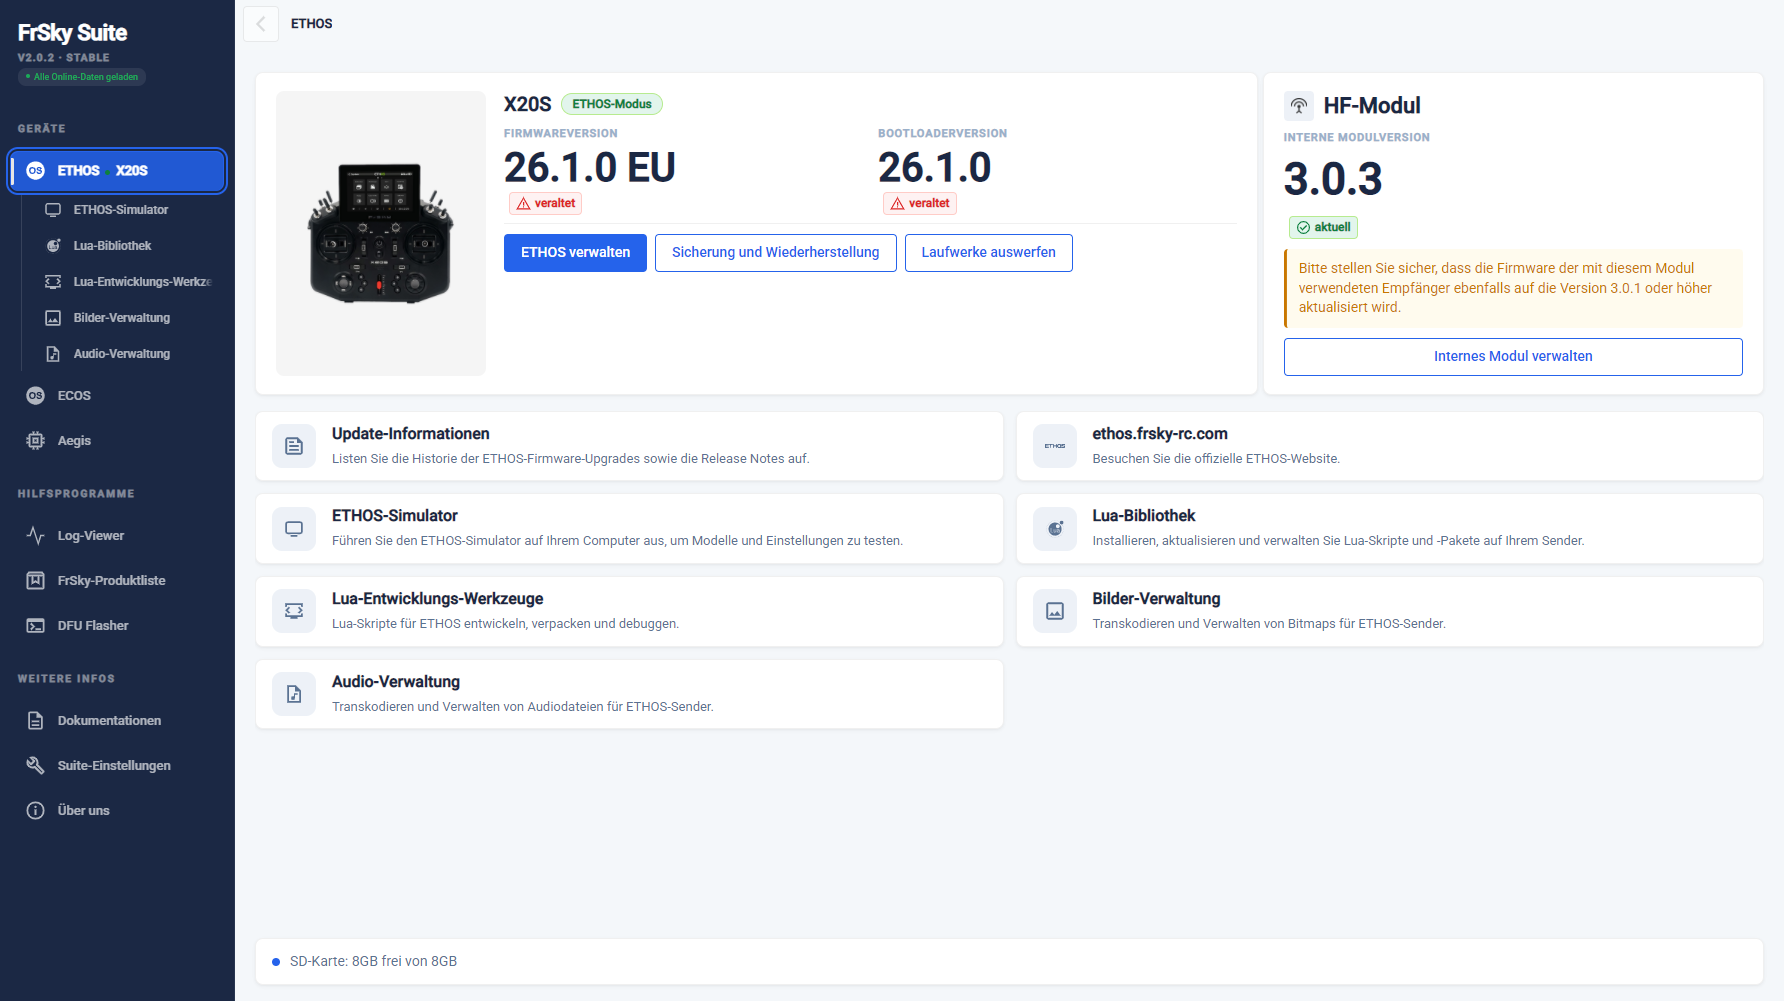 FrSky Suite
V2.0.2 · STABLE
Alle Online-Daten geladen
GERÄTE
ETHOS X20S
ETHOS-Simulator
Lua-Bibliothek
Lua-Entwicklungs-Werkze
Bilder-Verwaltung
Audio-Verwaltung
ECOS
Aegis
HILFSPROGRAMME
Log-Viewer
FrSky-Produktliste
DFU Flasher
WEITERE INFOS
Dokumentationen
Suite-Einstellungen
Über uns
ETHOS
X20S ETHOS-Modus
FIRMWAREVERSION
26.1.0 EU
veraltet
BOOTLOADERVERSION
26.1.0
veraltet
ETHOS verwalten
Sicherung und Wiederherstellung
Laufwerke auswerfen
HF-Modul
INTERNE MODULVERSION
3.0.3
aktuell
Bitte stellen Sie sicher, dass die Firmware der mit diesem Modul
verwendeten Empfänger ebenfalls auf die Version 3.0.1 oder höher
aktualisiert wird.
Internes Modul verwalten
Update-Informationen
Listen Sie die Historie der ETHOS-Firmware-Upgrades sowie die Release Notes auf.
ETHOS
ethos.frsky-rc.com
Besuchen Sie die offizielle ETHOS-Website.
ETHOS-Simulator
Führen Sie den ETHOS-Simulator auf Ihrem Computer aus, um Modelle und Einstellungen zu testen.
Lua-Bibliothek
Installieren, aktualisieren und verwalten Sie Lua-Skripte und -Pakete auf Ihrem Sender.
Lua-Entwicklungs-Werkzeuge
Lua-Skripte für ETHOS entwickeln, verpacken und debuggen.
Bilder-Verwaltung
Transkodieren und Verwalten von Bitmaps für ETHOS-Sender.
Audio-Verwaltung
Transkodieren und Verwalten von Audiodateien für ETHOS-Sender.
SD-Karte: 8GB frei von 8GB